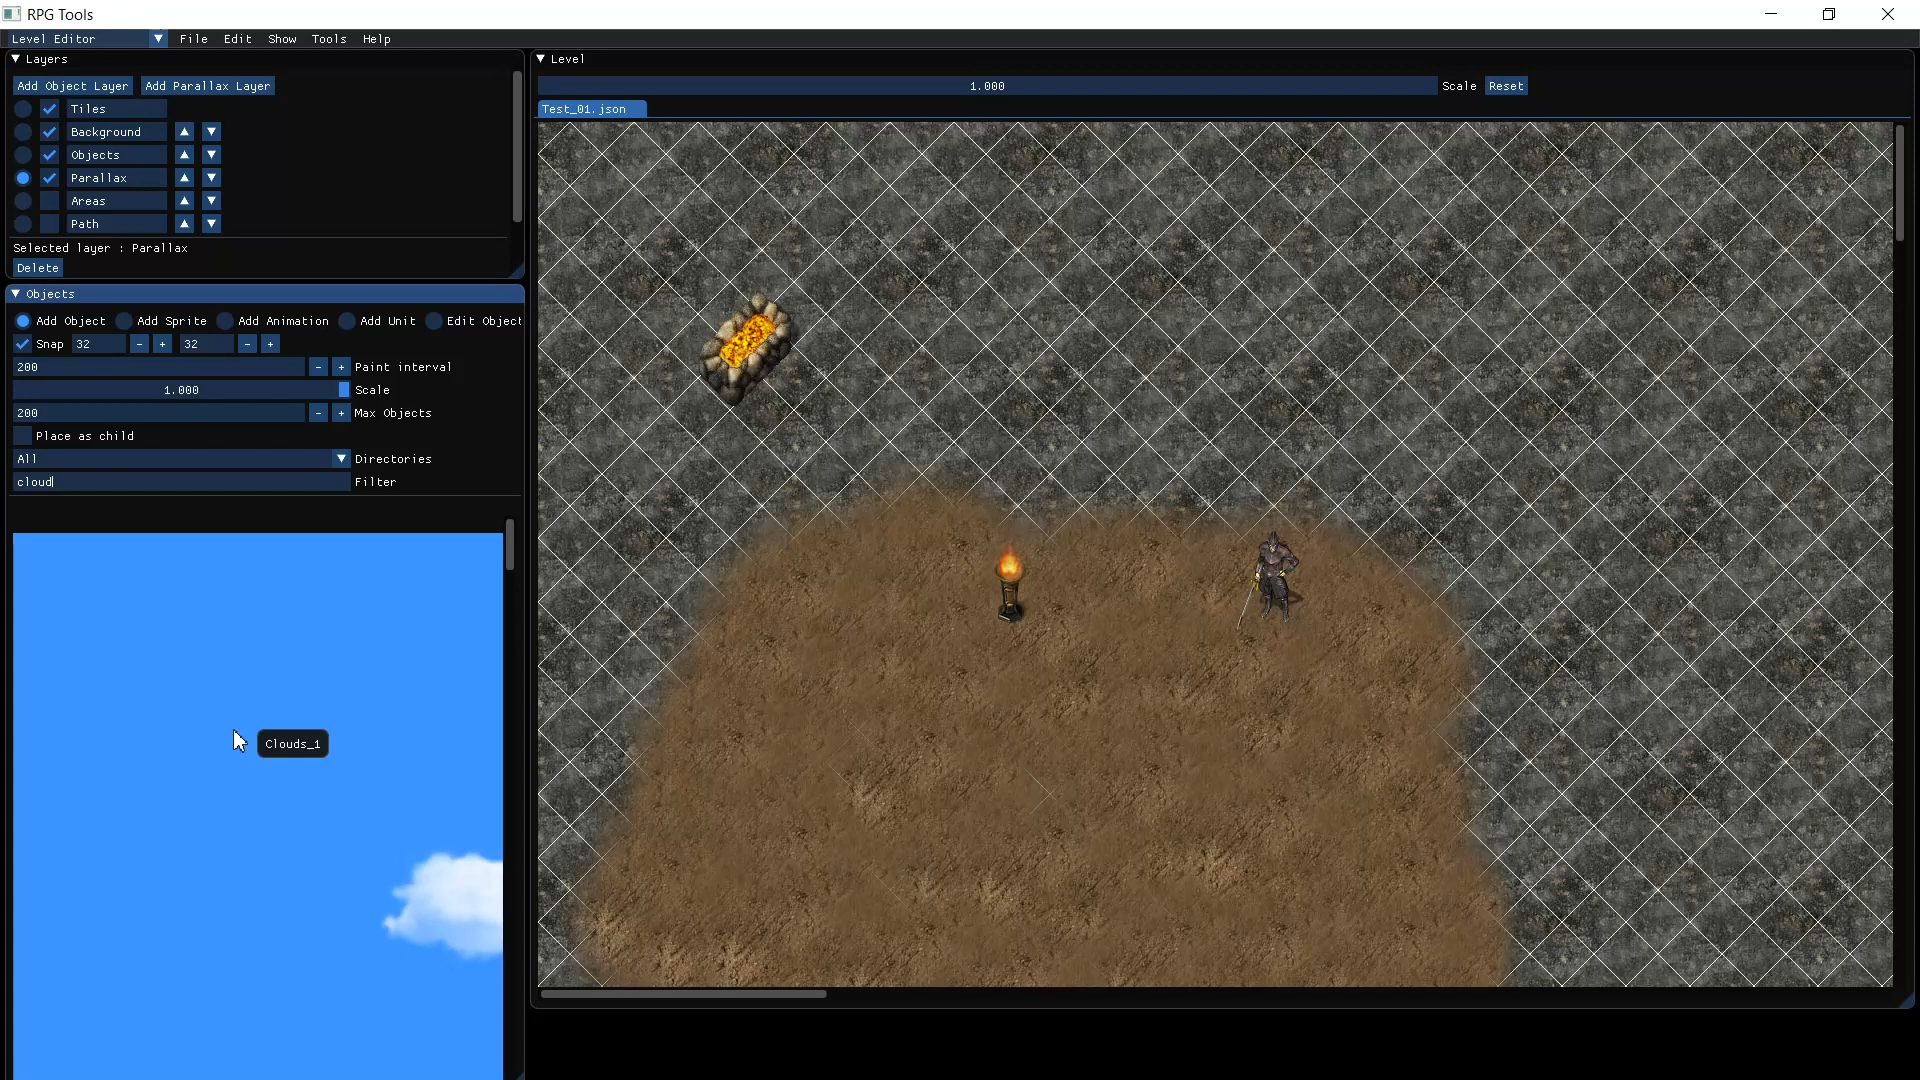 RPG Tools
Level Editor File Edit Show Tools Help
Layers
Add Object Layer Add Parallax Layer
Tiles
Background
Objects
Parallax
Areas
Path
Selected layer : Parallax
Delete
Objects
Add Object Add Sprite Add Animation Add Unit Edit Object
Snap 32 - + 32 - +
200 - + Paint interval
1.000 Scale
200 - + Max Objects
Place as child
All Directories
cloud Filter
Clouds_1
Level
1.000 Scale Reset
Test_01.json